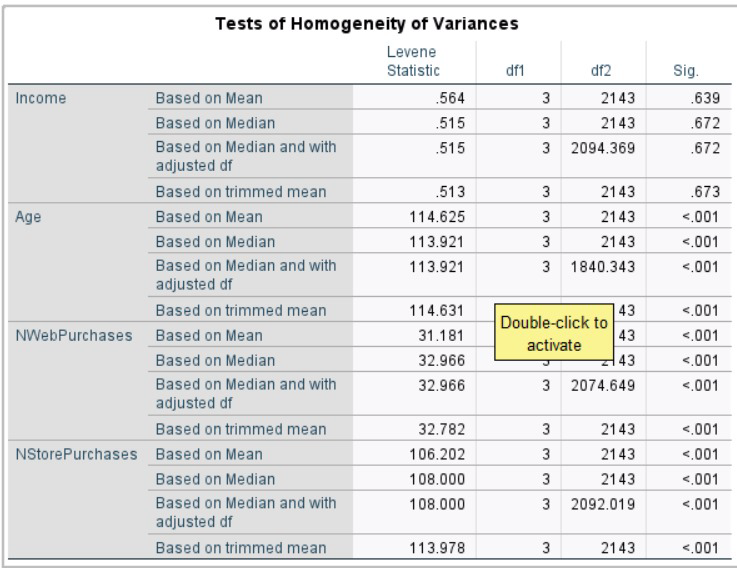 Tests of Homogeneity of Variances
Levene Statistic df1 df2 Sig.
Income Based on Mean .564 3 2143 .639
Based on Median .515 3 2143 .672
Based on Median and with adjusted df .515 3 2094.369 .672
Based on trimmed mean .513 3 2143 .673
Age Based on Mean 114.625 3 2143 <.001
Based on Median 113.921 3 2143 <.001
Based on Median and with adjusted df 113.921 3 1840.343 <.001
Based on trimmed mean 114.631 43 <.001
Double-click to activate
NWebPurchases Based on Mean 31.181 43 <.001
Based on Median 32.966 3 2143 <.001
Based on Median and with adjusted df 32.966 3 2074.649 <.001
Based on trimmed mean 32.782 3 2143 <.001
NStorePurchases Based on Mean 106.202 3 2143 <.001
Based on Median 108.000 3 2143 <.001
Based on Median and with adjusted df 108.000 3 2092.019 <.001
Based on trimmed mean 113.978 3 2143 <.001